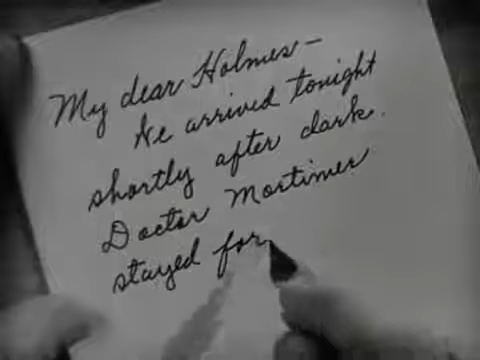 My dear Holmes —
We arrived tonight
shortly after dark.
Doctor Mortimer
stayed for